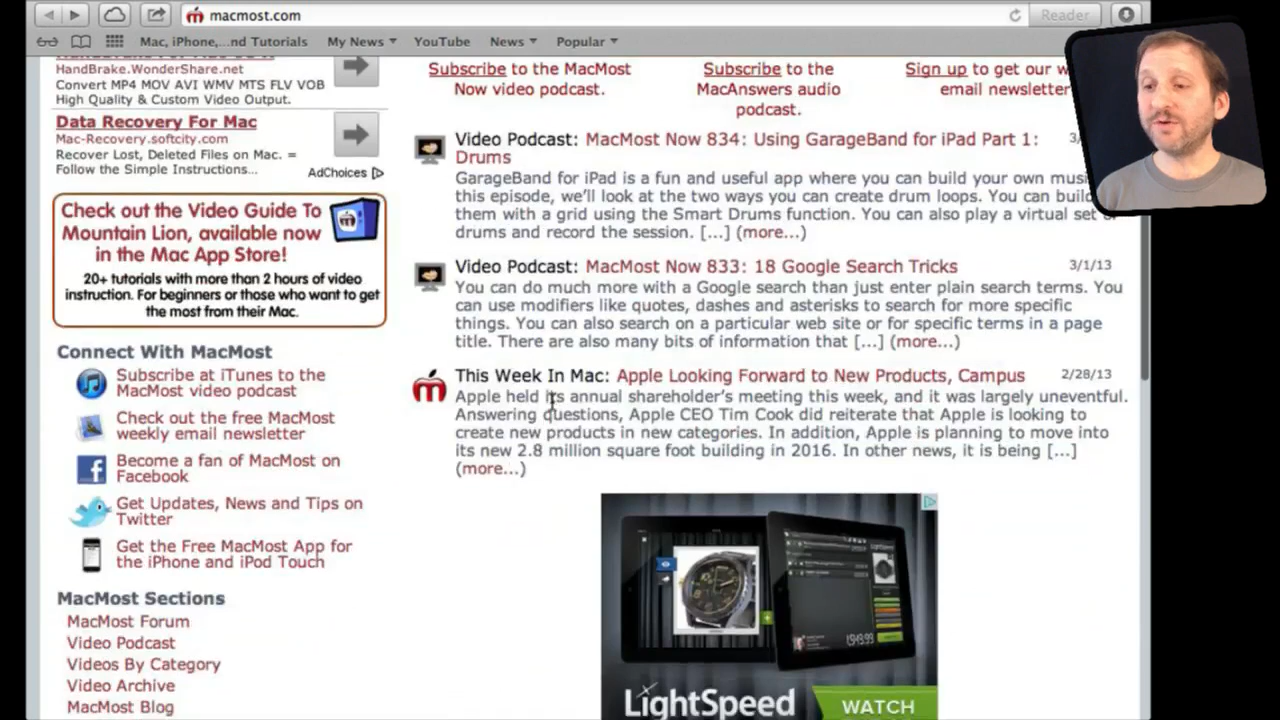 macmost.com
Reader
Mac, iPhone,...nd Tutorials
My News
YouTube
News
Popular
HandBrake.WonderShare.net
Convert MP4 MOV AVI WMV MTS FLV VOB
High Quality & Custom Video Output.
Data Recovery For Mac
Mac-Recovery.softcity.com
Recover Lost, Deleted Files on Mac. =
Follow the Simple Instructions...
AdChoices
Check out the Video Guide To
Mountain Lion, available now
in the Mac App Store!
20+ tutorials with more than 2 hours of video
instruction. For beginners or those who want to get
the most from their Mac.
Connect With MacMost
Subscribe at iTunes to the
MacMost video podcast
Check out the free MacMost
weekly email newsletter
Become a fan of MacMost on
Facebook
Get Updates, News and Tips on
Twitter
Get the Free MacMost App for
the iPhone and iPod Touch
MacMost Sections
MacMost Forum
Video Podcast
Videos By Category
Video Archive
MacMost Blog
Subscribe to the MacMost
Now video podcast.
Subscribe to the
MacAnswers audio
podcast.
Sign up to get our
email newsletter
Video Podcast: MacMost Now 834: Using GarageBand for iPad Part 1:
Drums
GarageBand for iPad is a fun and useful app where you can build your own
this episode, we'll look at the two ways you can create drum loops. You can build
them with a grid using the Smart Drums function. You can also play a virtual set
drums and record the session. [...] (more...)
Video Podcast: MacMost Now 833: 18 Google Search Tricks
3/1/13
You can do much more with a Google search than just enter plain search terms. You
can use modifiers like quotes, dashes and asterisks to search for more specific
things. You can also search on a particular web site or for specific terms in a page
title. There are also many bits of information that [...] (more...)
This Week In Mac: Apple Looking Forward to New Products, Campus
2/28/13
Apple held its annual shareholder's meeting this week, and it was largely uneventful.
Answering questions, Apple CEO Tim Cook did reiterate that Apple is looking to
create new products in new categories. In addition, Apple is planning to move into
its new 2.8 million square foot building in 2016. In other news, it is being [...]
(more...)
LightSpeed
WATCH